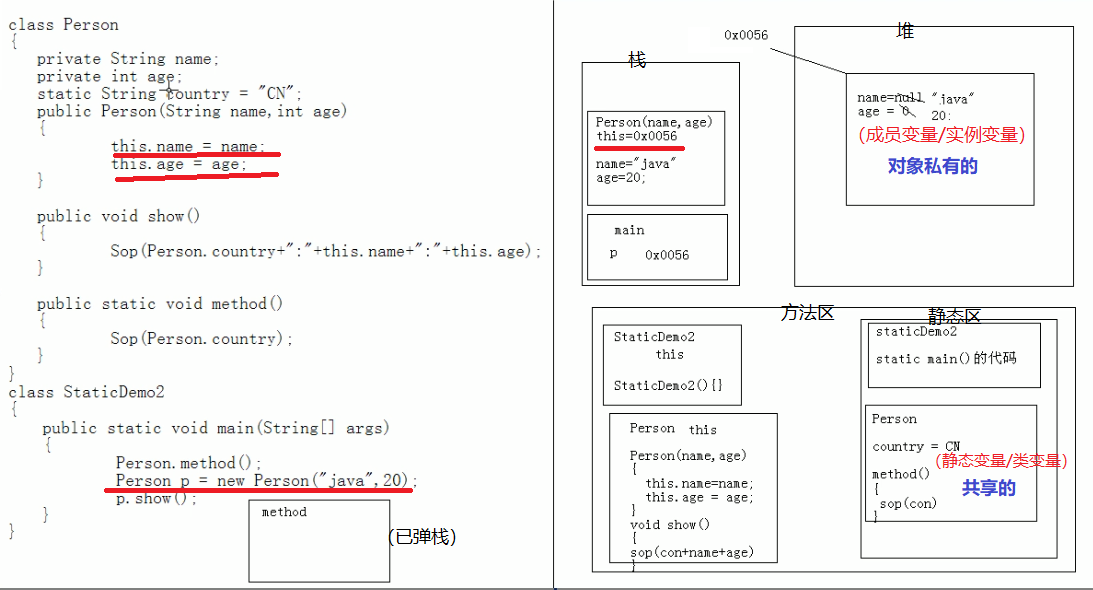 class Person
{
private String name;
private int age;
static String country = "CN";
public Person(String name,int age)
{
this.name = name;
this.age = age;
}
public void show()
{
Sop(Person.country+":"+this.name+":"+this.age);
}
public static void method()
{
Sop(Person.country);
}
}
class StaticDemo2
{
public static void main(String[] args)
{
Person.method();
Person p = new Person("java",20);
p.show();
}
}
method
(已弹栈)
栈
Person(name,age)
this=0x0056
name="java"
age=20;
main
p 0x0056
0x0056
堆
name=null "java"
age = 0 20:
(成员变量/实例变量)
对象私有的
方法区
StaticDemo2
this
StaticDemo2(){}
Person this
Person(name,age)
{
this.name=name;
this.age = age;
}
void show()
{
sop(con+name+age)
}
静态区
staticDemo2
static main()的代码
Person
country = CN
(静态变量/类变量)
method()
共享的
{
sop(con)
}